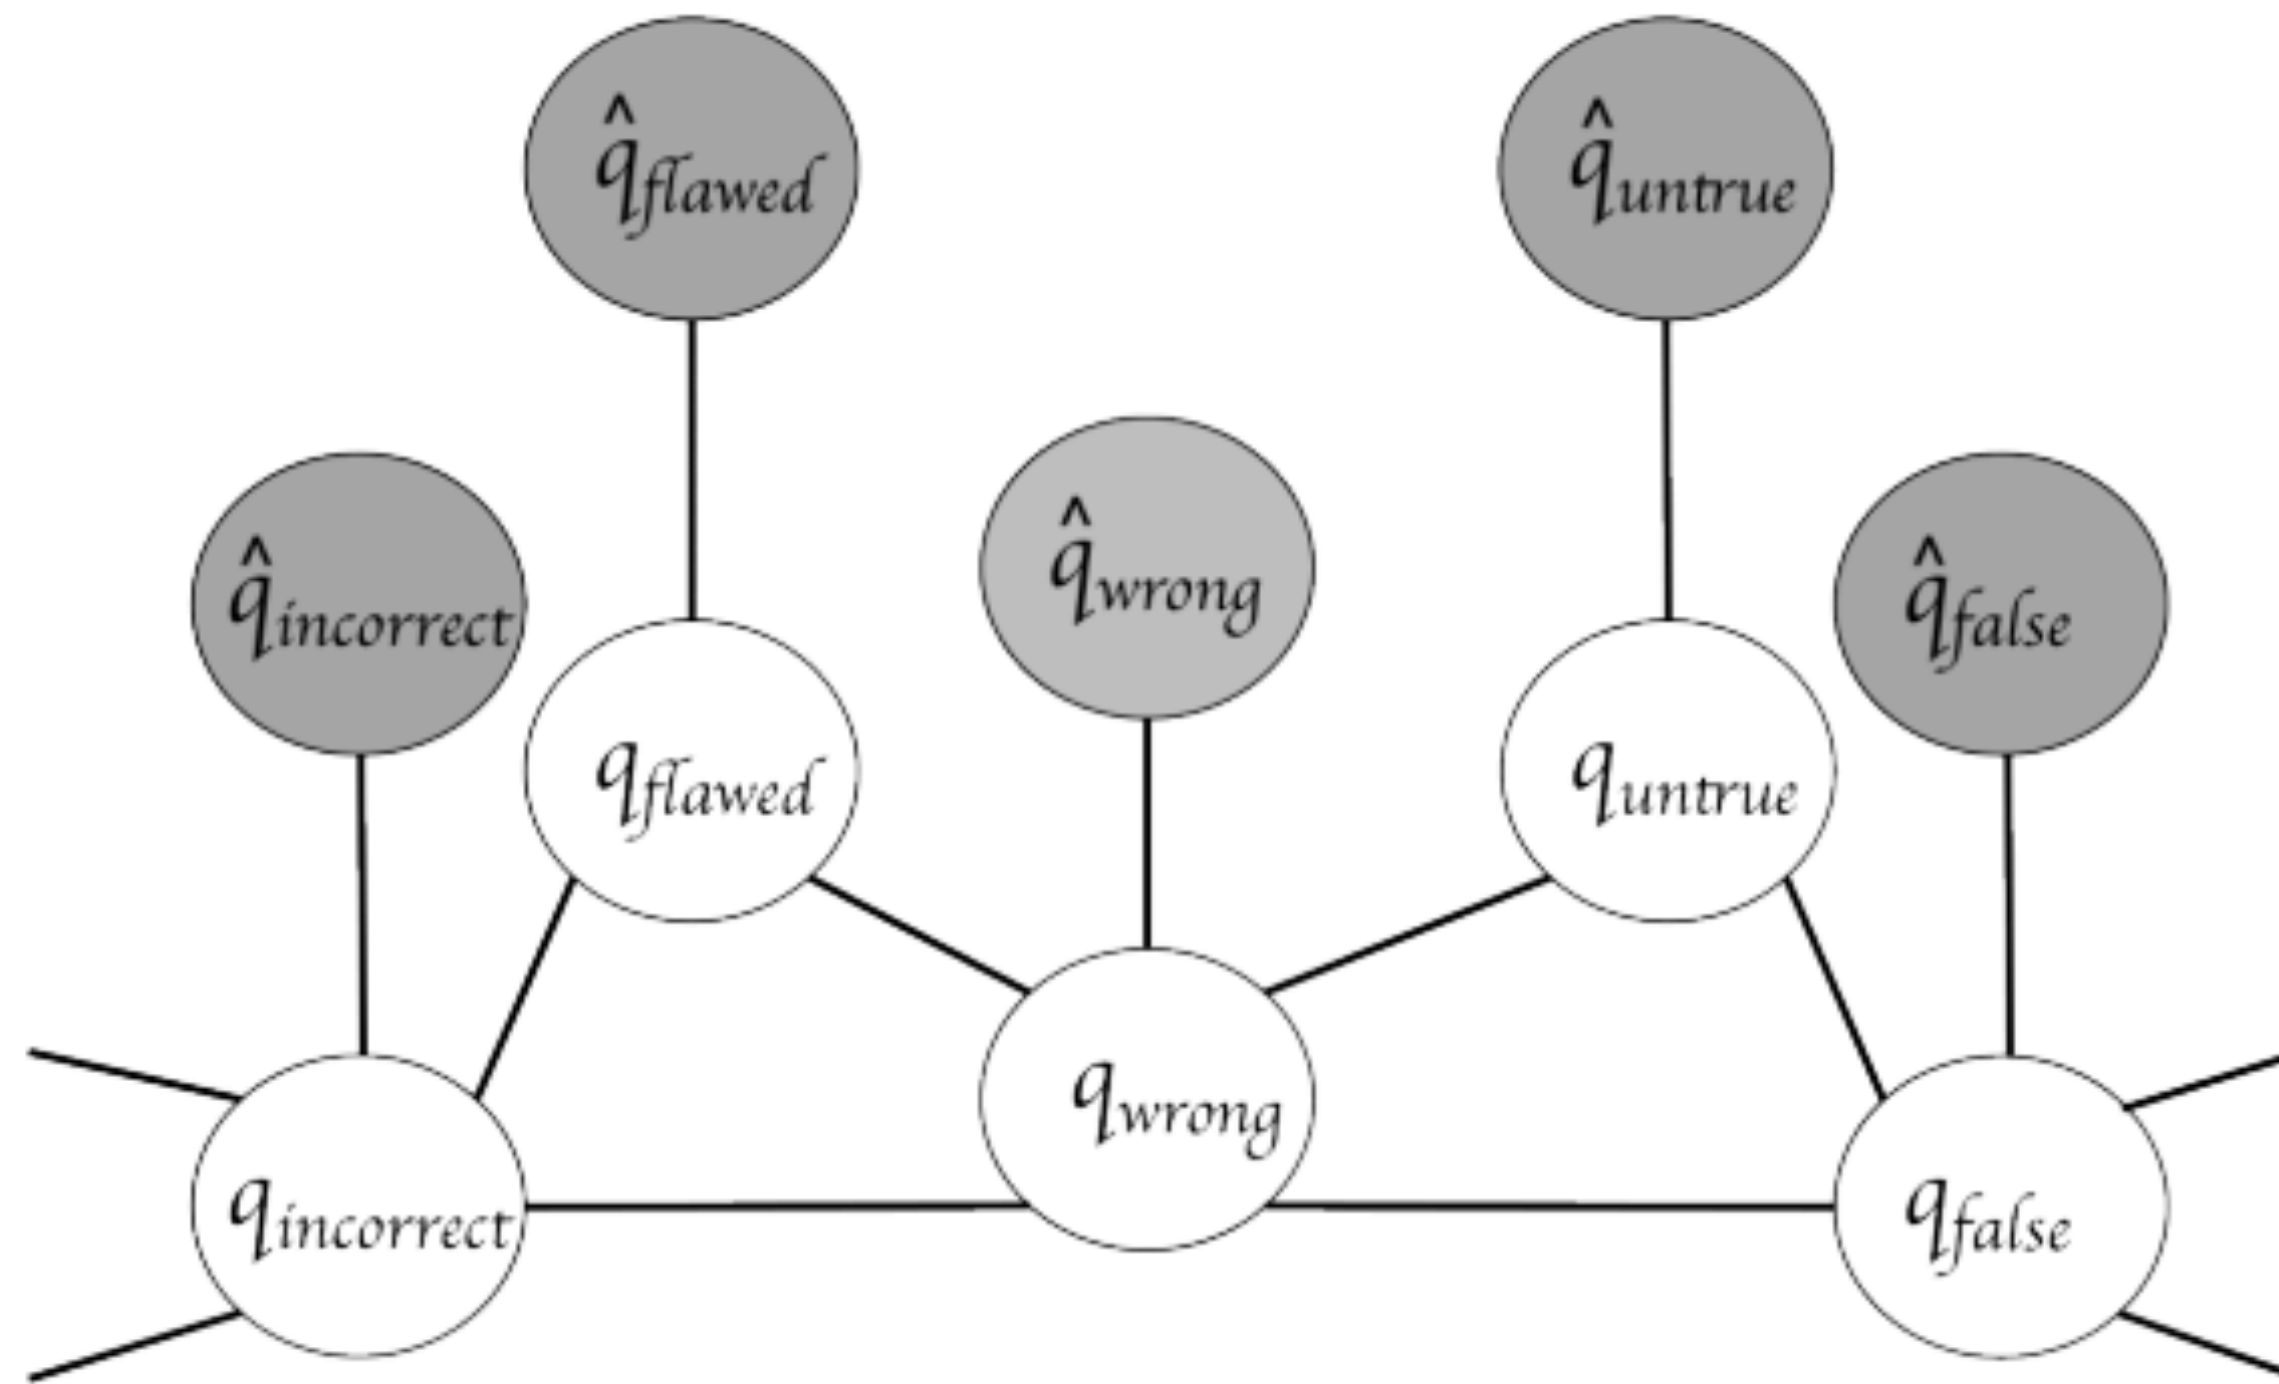 q̂flawed
q̂untrue
q̂incorrect
q̂wrong
q̂false
qflawed
quntrue
qwrong
qincorrect
qfalse